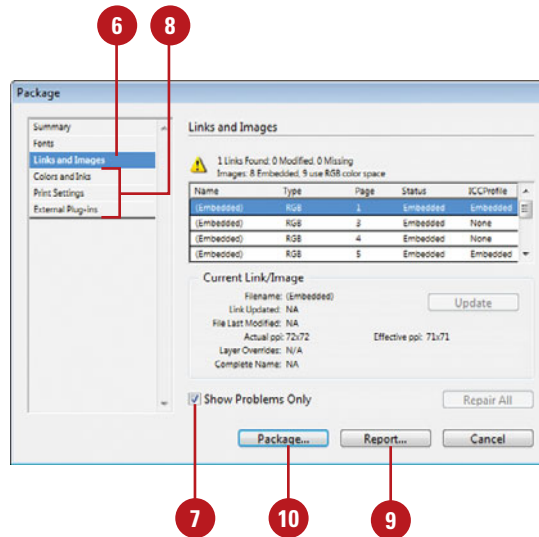 6 8
Package
Summary
Fonts
Links and Images
Colors and Inks
Print Settings
External Plug-ins
Links and Images
1 Links Found; 0 Modified, 0 Missing
Images: 8 Embedded, 9 use RGB color space
Name Type Page Status ICCProfile
(Embedded) RGB 1 Embedded Embedded
(Embedded) RGB 3 Embedded None
(Embedded) RGB 4 Embedded None
(Embedded) RGB 5 Embedded Embedded
Current Link/Image
Filename: (Embedded)
Update
Link Updated: NA
File Last Modified: NA
Actual ppi: 72x72 Effective ppi: 71x71
Layer Overrides: N/A
Complete Name: NA
Show Problems Only Repair All
Package... Report... Cancel
7 10 9